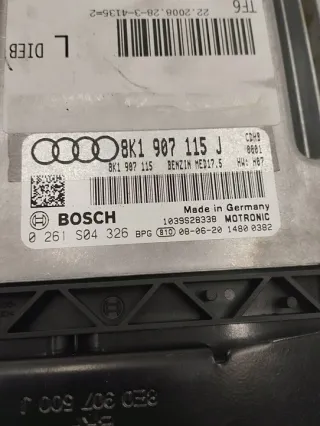 TF6
22.2008.28-3-4135=2
L DIEB
8K1 907 115 J CDHB
0001
8K1 907 115 BENZIN MED17.5 HW: H07
Made in Germany
BOSCH 1039S28338 MOTRONIC
0 261 S04 326 BPG 810 08-06-20 1480 0382
8E0 907 500 J